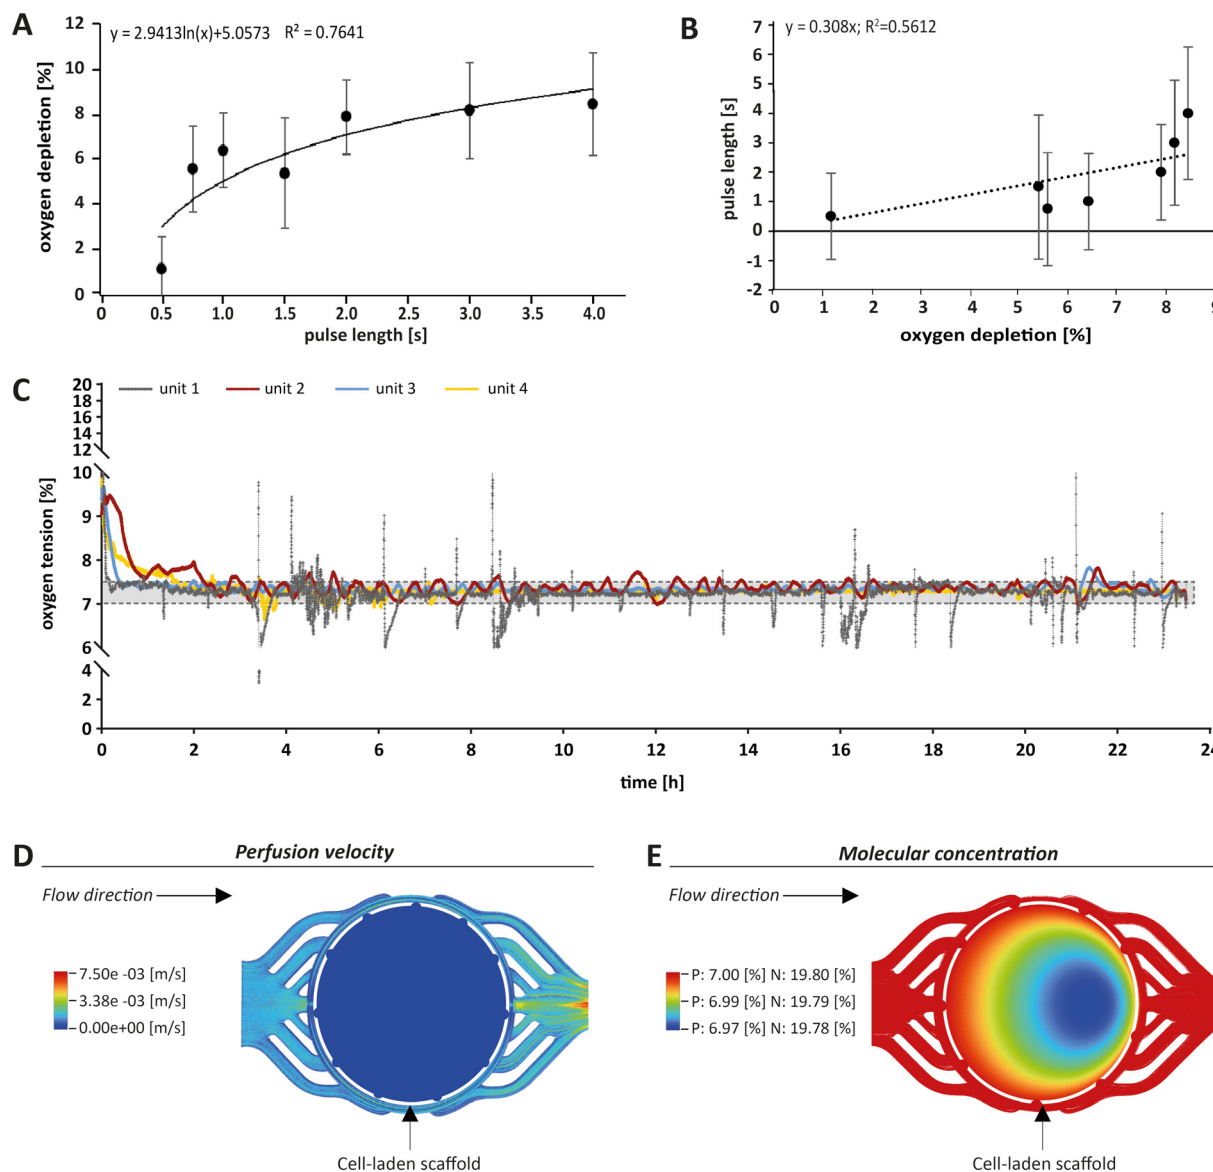 A
y = 2.9413ln(x)+5.0573 R² = 0.7641
oxygen depletion [%]
12
10
8
6
4
2
0
0 0.5 1.0 1.5 2.0 2.5 3.0 3.5 4.0
pulse length [s]
B
y = 0.308x; R²=0.5612
pulse length [s]
7
6
5
4
3
2
1
0
-1
-2
0 1 2 3 4 5 6 7 8 9
oxygen depletion [%]
C
unit 1 unit 2 unit 3 unit 4
oxygen tension [%]
20
18
16
14
12
10
9
8
7
6
4
2
0
0 2 4 6 8 10 12 14 16 18 20 22 24
time [h]
D
Perfusion velocity
Flow direction
7.50e -03 [m/s]
3.38e -03 [m/s]
0.00e+00 [m/s]
Cell-laden scaffold
E
Molecular concentration
Flow direction
P: 7.00 [%] N: 19.80 [%]
P: 6.99 [%] N: 19.79 [%]
P: 6.97 [%] N: 19.78 [%]
Cell-laden scaffold